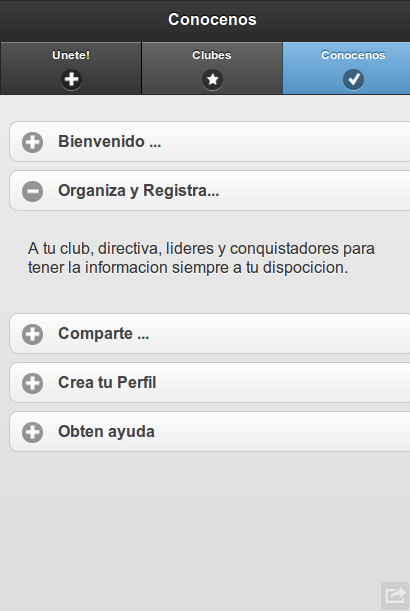 Conocenos
Unete!
Clubes
Conocenos
Bienvenido ...
Organiza y Registra...
A tu club, directiva, lideres y conquistadores para
tener la informacion siempre a tu dispocicion.
Comparte ...
Crea tu Perfil
Obten ayuda